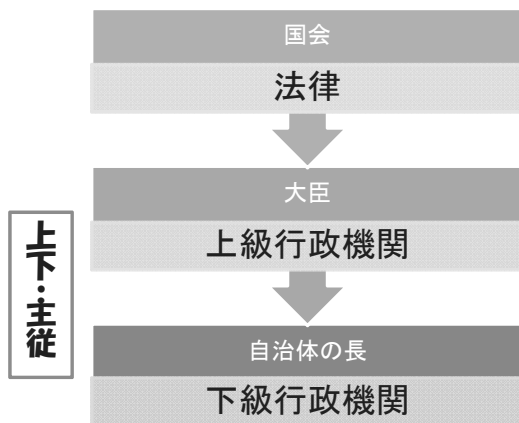 国会
法律
大臣
上級行政機関
上下・主従
自治体の長
下級行政機関